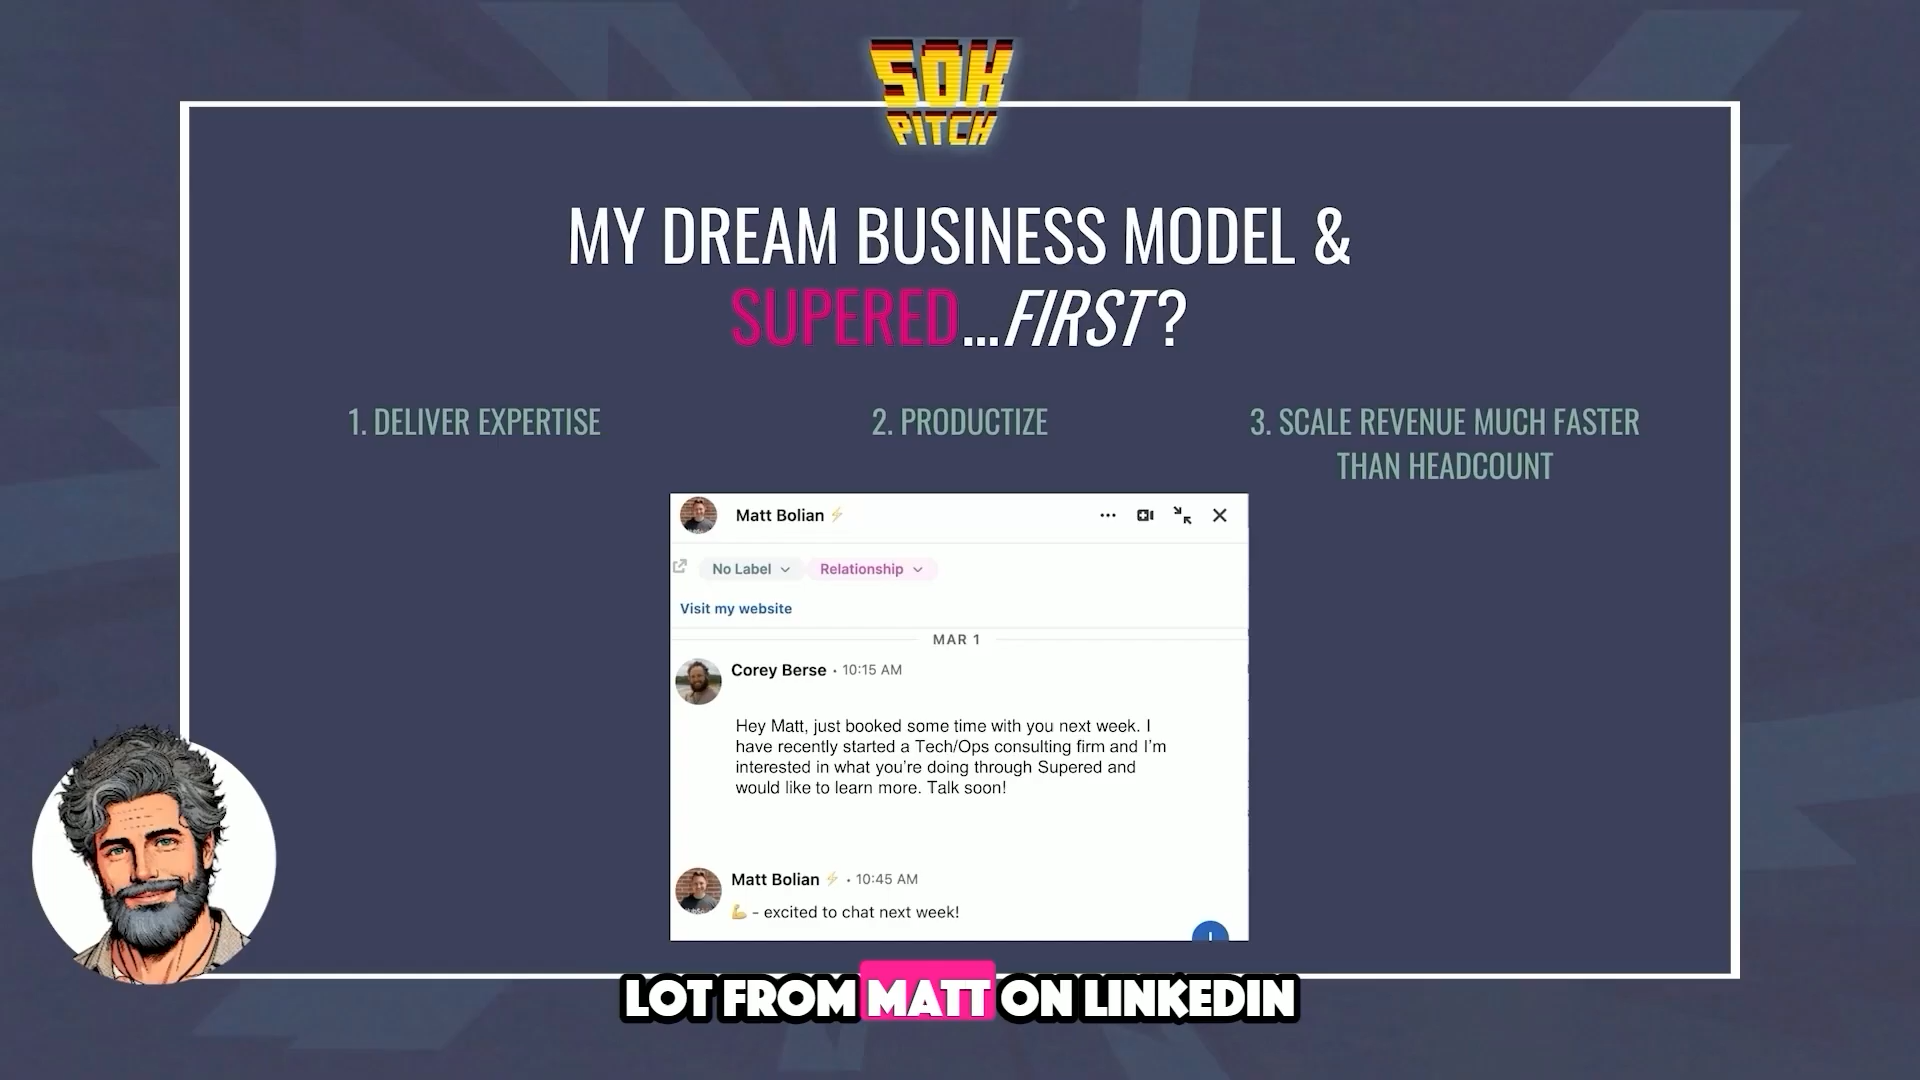 SOK
PITCH
MY DREAM BUSINESS MODEL &
SUPERED...FIRST?
1. DELIVER EXPERTISE
2. PRODUCTIZE
3. SCALE REVENUE MUCH FASTER
THAN HEADCOUNT
Matt Bolian⚡
No Label
Relationship
Visit my website
MAR 1
Corey Berse · 10:15 AM
Hey Matt, just booked some time with you next week. I
have recently started a Tech/Ops consulting firm and I'm
interested in what you're doing through Supered and
would like to learn more. Talk soon!
Matt Bolian ⚡ · 10:45 AM
💪 - excited to chat next week!
LOT FROM MATT ON LINKEDIN